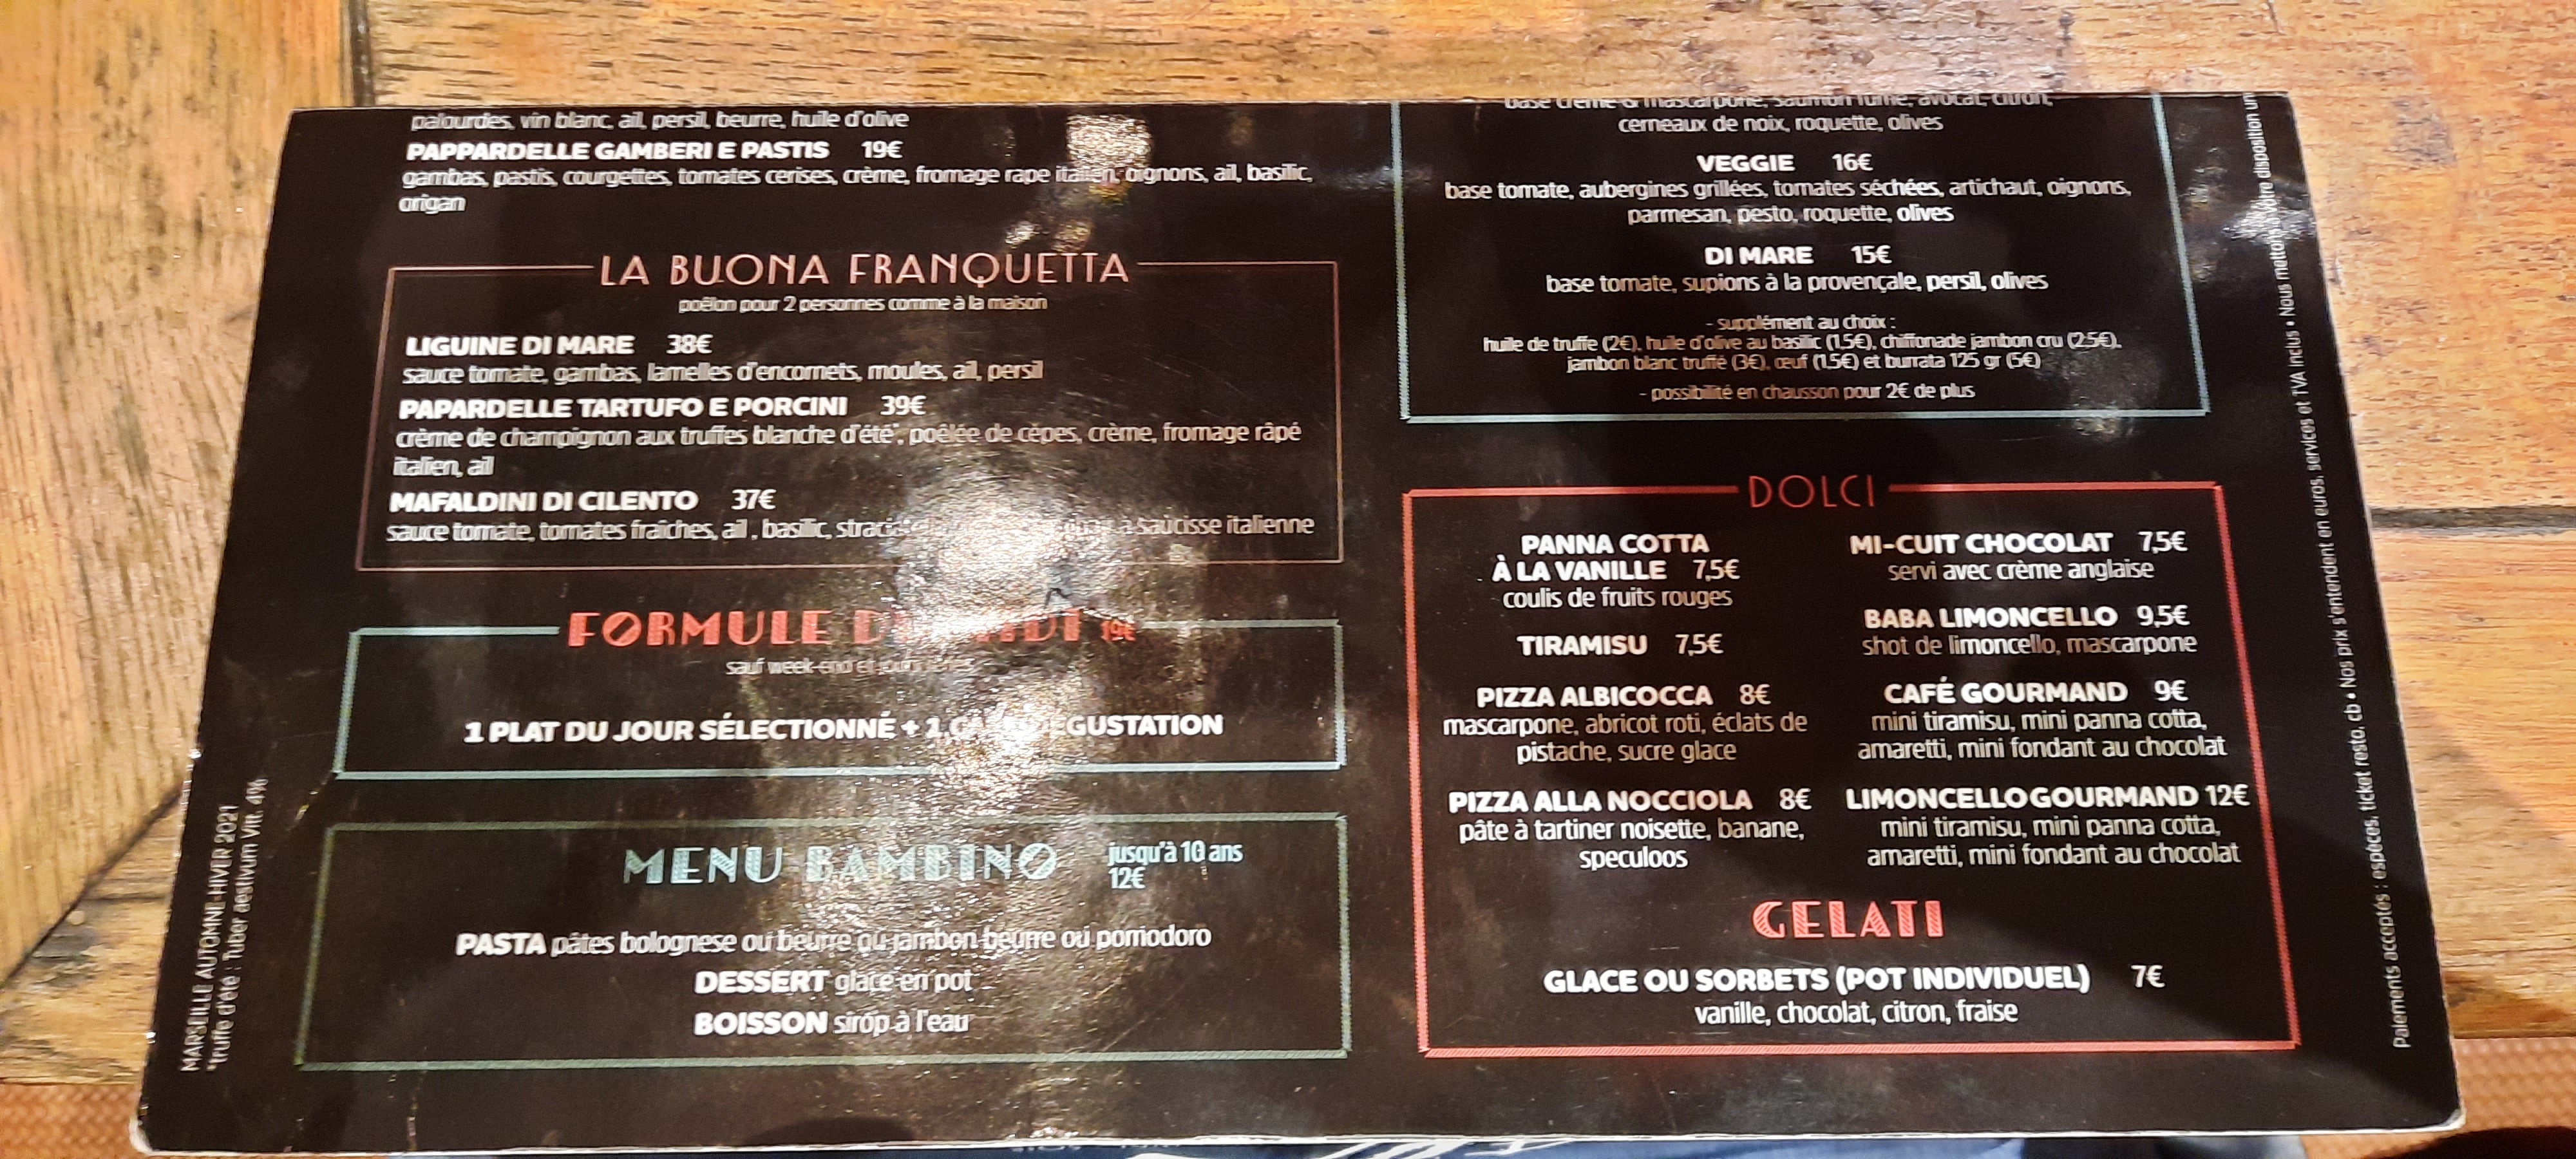 palourdes, vin blanc, ail, persil, beurre, huile d'olive
PAPPARDELLE GAMBERI E PASTIS 19€
gambas, pastis, courgettes, tomates cerises, crème, fromage rape italien, oignons, ail, basilic,
origan
LA BUONA FRANQUETTA
poêlon pour 2 personnes comme à la maison
LIGUINE DI MARE 38€
sauce tomate, gambas, lamelles d'encornets, moules, ail, persil
PAPARDELLE TARTUFO E PORCINI 39€
crème de champignon aux truffes blanche d'été*, poêlée de cèpes, crème, fromage râpé
italien, ail
MAFALDINI DI CILENTO 37€
sauce tomate, tomates fraîches, ail , basilic, saucisse italienne
FORMULE 19€
sauf week-end et
1 PLAT DU JOUR SÉLECTIONNÉ + 1
MENU BAMBINO jusqu'à 10 ans
12€
PASTA pâtes bolognese ou beurre ou jambon-beurre ou pomodoro
DESSERT glace en pot
BOISSON sirop à l'eau
MARSEILLE AUTOMNE-HIVER 2021
*truffe d'été : Tuber aestivum Vitt. 4%
base crème & mascarpone, saumon fumé, avocat, citron,
cerneaux de noix, roquette, olives
VEGGIE 16€
base tomate, aubergines grillées, tomates séchées, artichaut, oignons,
parmesan, pesto, roquette, olives
DI MARE 15€
base tomate, supions à la provençale, persil, olives
- supplément au choix :
huile de truffe (2€), huile d'olive au basilic (1.5€), chiffonade jambon cru (2.5€),
jambon blanc truffé (3€), œuf (1.5€) et burrata 125 gr (5€)
- possibilité en chausson pour 2€ de plus
DOLCI
PANNA COTTA
À LA VANILLE 7,5€
coulis de fruits rouges
TIRAMISU 7,5€
PIZZA ALBICOCCA 8€
mascarpone, abricot roti, éclats de
pistache, sucre glace
PIZZA ALLA NOCCIOLA 8€
pâte à tartiner noisette, banane,
speculoos
MI-CUIT CHOCOLAT 7,5€
servi avec crème anglaise
BABA LIMONCELLO 9,5€
shot de limoncello, mascarpone
CAFÉ GOURMAND 9€
mini tiramisu, mini panna cotta,
amaretti, mini fondant au chocolat
LIMONCELLO GOURMAND 12€
mini tiramisu, mini panna cotta,
amaretti, mini fondant au chocolat
GELATI
GLACE OU SORBETS (POT INDIVIDUEL) 7€
vanille, chocolat, citron, fraise
Paiements acceptés : espèces, ticket resto, cb • Nos prix s'entendent en euros, services et TVA inclus • Nous mettons à votre disposition un